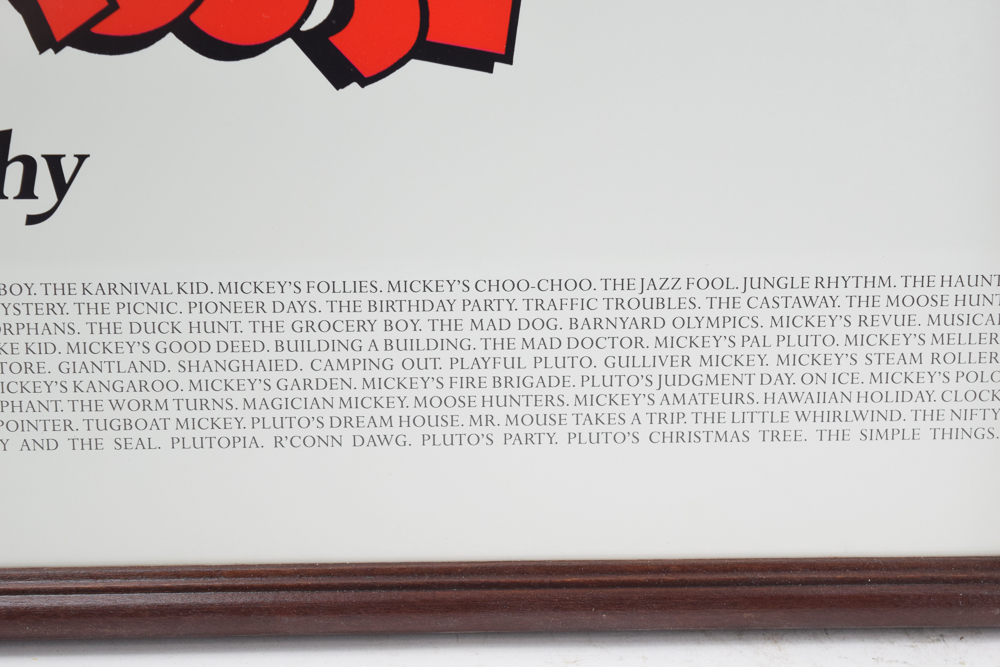 hy
BOY. THE KARNIVAL KID. MICKEY'S FOLLIES. MICKEY'S CHOO-CHOO. THE JAZZ FOOL. JUNGLE RHYTHM. THE HAUNT
YSTERY. THE PICNIC. PIONEER DAYS. THE BIRTHDAY PARTY. TRAFFIC TROUBLES. THE CASTAWAY. THE MOOSE HUNT
ORPHANS. THE DUCK HUNT. THE GROCERY BOY. THE MAD DOG. BARNYARD OLYMPICS. MICKEY'S REVUE. MUSICAL
KE KID. MICKEY'S GOOD DEED. BUILDING A BUILDING. THE MAD DOCTOR. MICKEY'S PAL PLUTO. MICKEY'S MELLER
TORE. GIANTLAND. SHANGHAIED. CAMPING OUT. PLAYFUL PLUTO. GULLIVER MICKEY. MICKEY'S STEAM ROLLER
ICKEY'S KANGAROO. MICKEY'S GARDEN. MICKEY'S FIRE BRIGADE. PLUTO'S JUDGMENT DAY. ON ICE. MICKEY'S POLO
PHANT. THE WORM TURNS. MAGICIAN MICKEY. MOOSE HUNTERS. MICKEY'S AMATEURS. HAWAIIAN HOLIDAY. CLOCK
POINTER. TUGBOAT MICKEY. PLUTO'S DREAM HOUSE. MR. MOUSE TAKES A TRIP. THE LITTLE WHIRLWIND. THE NIFTY
Y AND THE SEAL. PLUTOPIA. R'CONN DAWG. PLUTO'S PARTY. PLUTO'S CHRISTMAS TREE. THE SIMPLE THINGS.